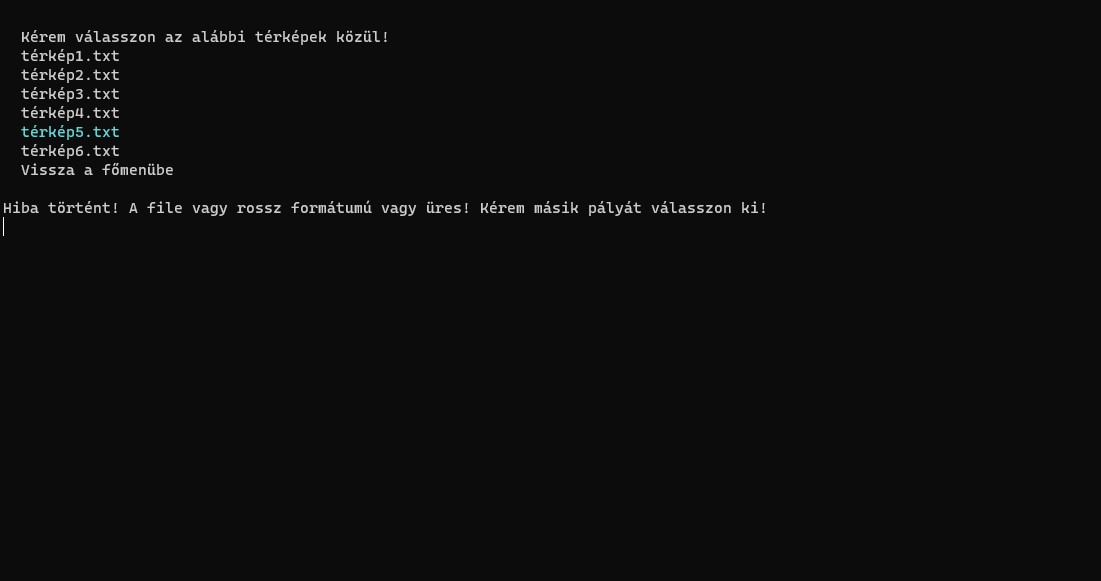 Kérem válasszon az alábbi térképek közül!
térkép1.txt
térkép2.txt
térkép3.txt
térkép4.txt
térkép5.txt
térkép6.txt
Vissza a főmenübe
Hiba történt! A file vagy rossz formátumú vagy üres! Kérem másik pályát válasszon ki!